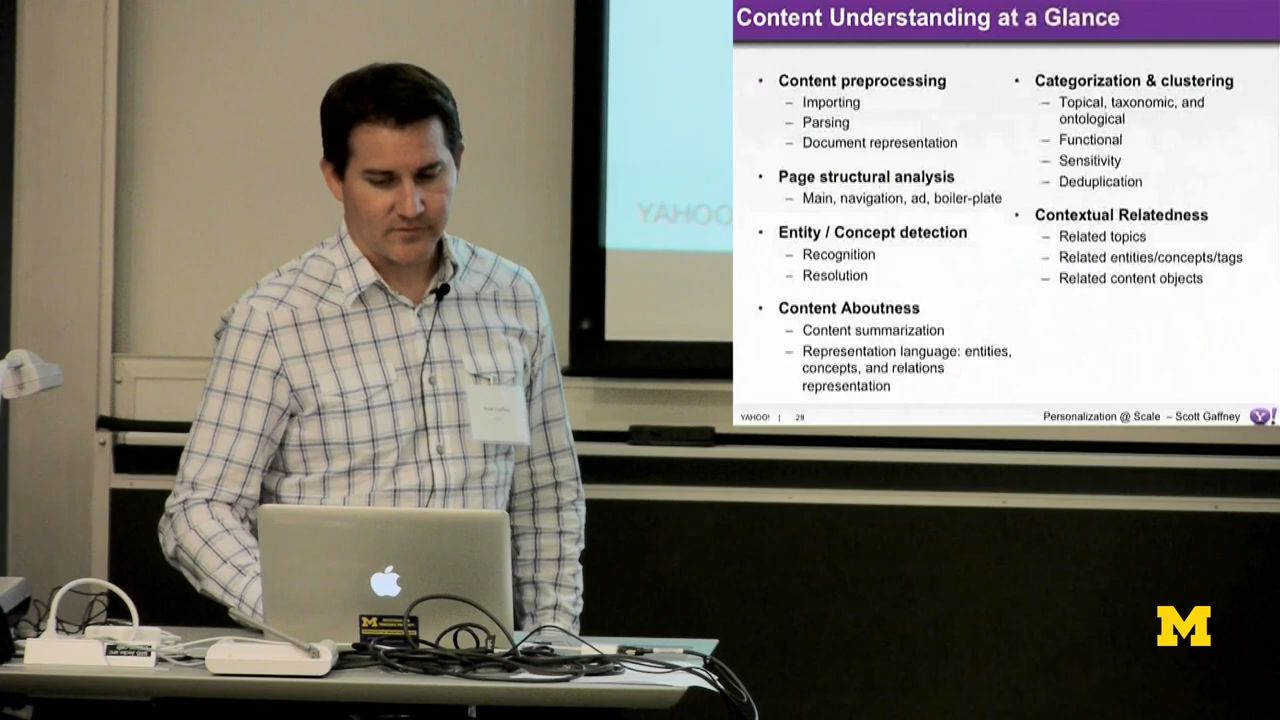 Content Understanding at a Glance
• Content preprocessing
– Importing
– Parsing
– Document representation
• Page structural analysis
– Main, navigation, ad, boiler-plate
• Entity / Concept detection
– Recognition
– Resolution
• Content Aboutness
– Content summarization
– Representation language: entities,
concepts, and relations
representation
• Categorization & clustering
– Topical, taxonomic, and
ontological
– Functional
– Sensitivity
– Deduplication
• Contextual Relatedness
– Related topics
– Related entities/concepts/tags
– Related content objects
YAHOO! | 28
Personalization @ Scale – Scott Gaffney
Y!
YAHOO
M
M